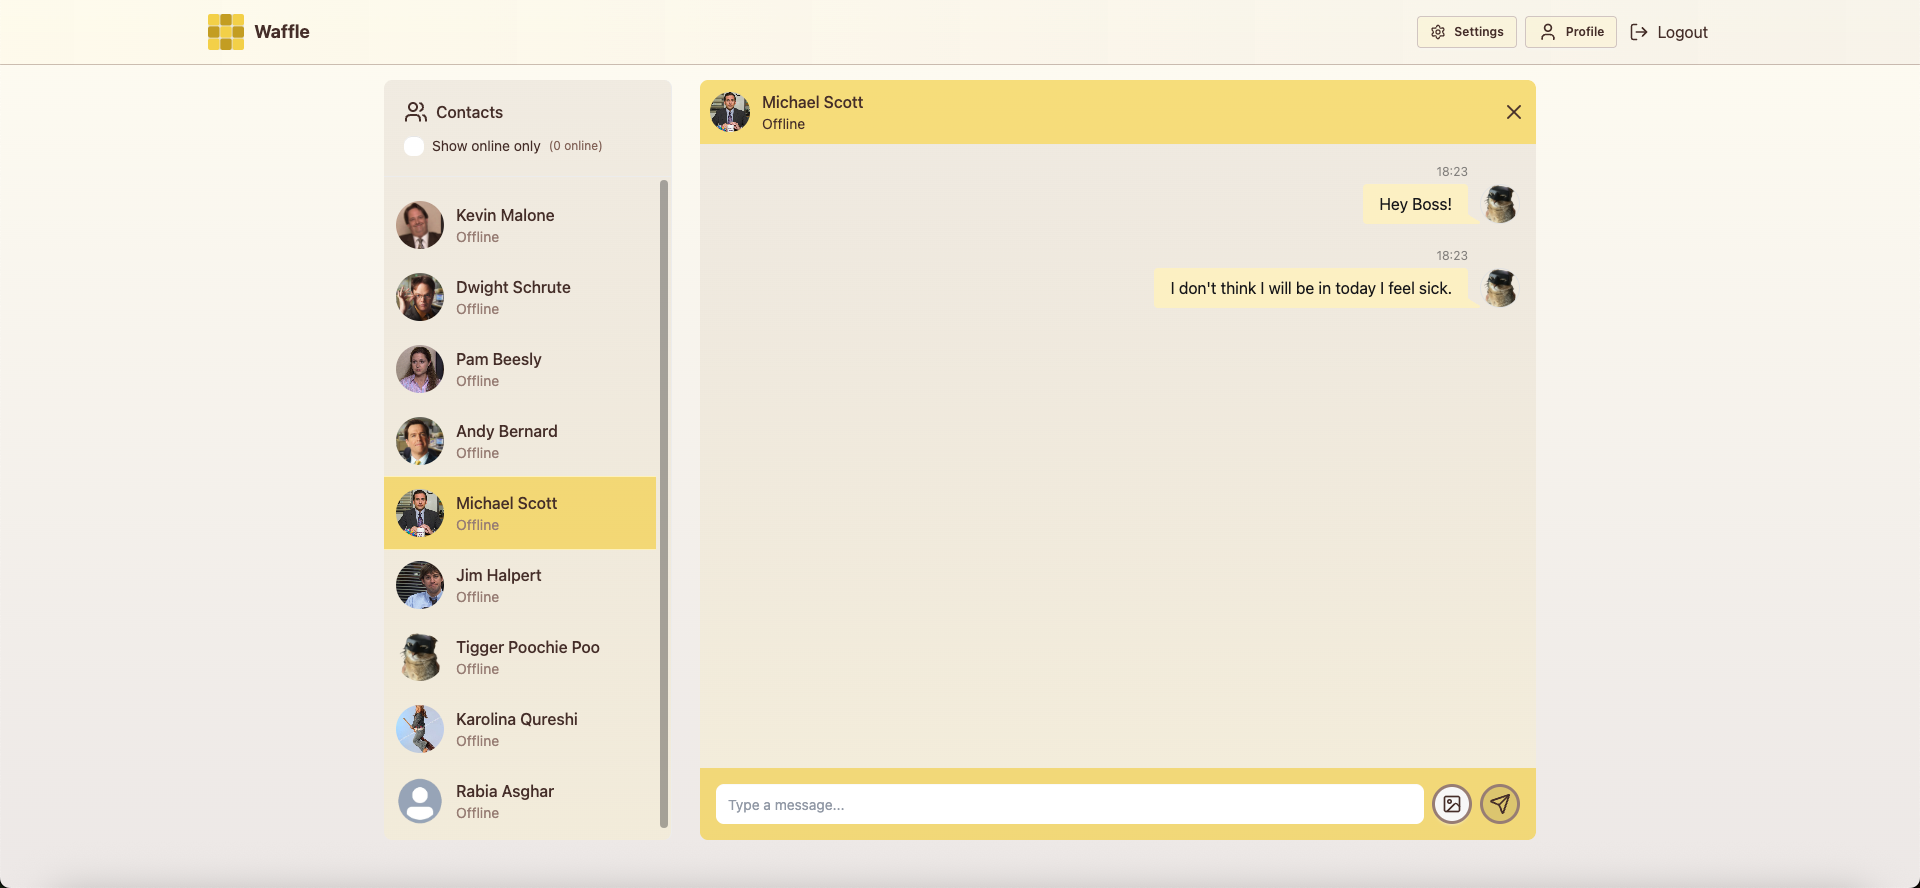 Waffle
Settings
Profile
Logout
Contacts
Show online only (0 online)
Kevin Malone
Offline
Dwight Schrute
Offline
Pam Beesly
Offline
Andy Bernard
Offline
Michael Scott
Offline
Jim Halpert
Offline
Tigger Poochie Poo
Offline
Karolina Qureshi
Offline
Rabia Asghar
Offline
Michael Scott
Offline
18:23
Hey Boss!
18:23
I don't think I will be in today I feel sick.
Type a message...